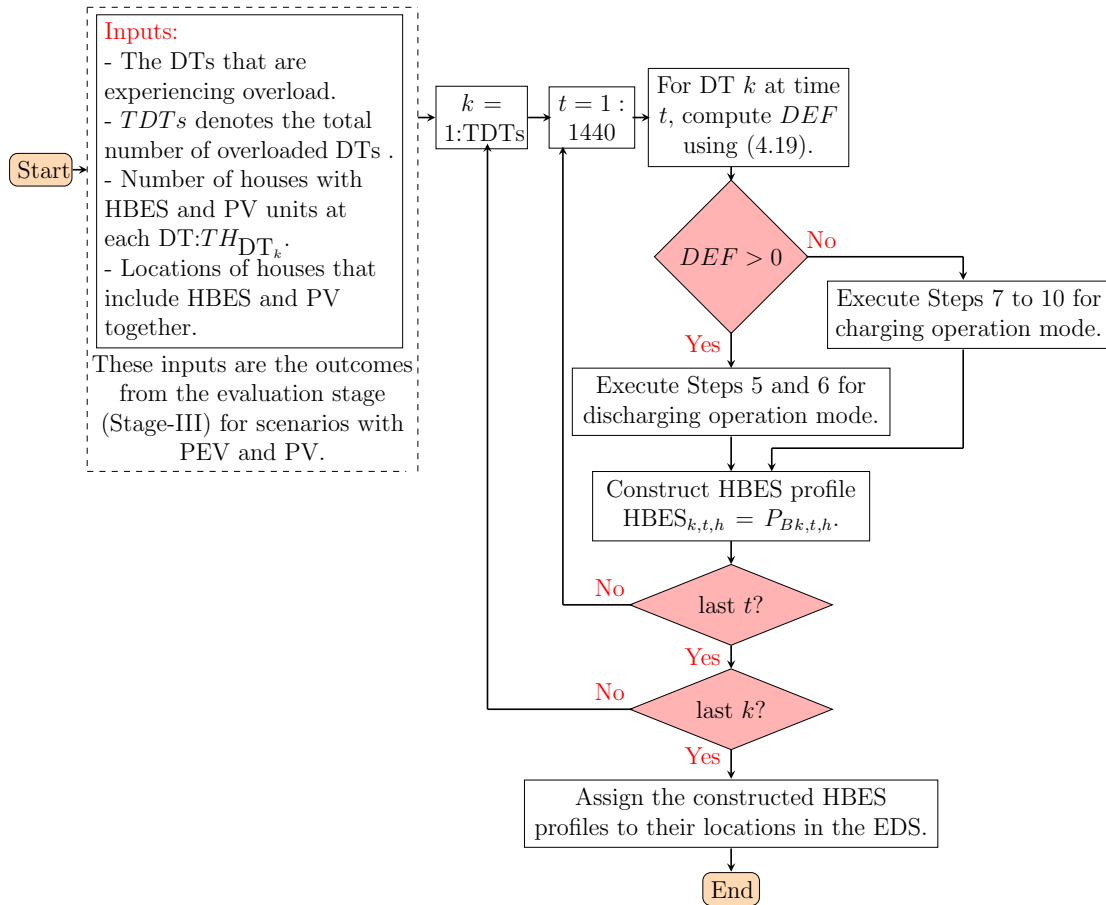 Start
Inputs:
- The DTs that are
experiencing overload.
- TDTs denotes the total
number of overloaded DTs .
- Number of houses with
HBES and PV units at
each DT:TH_{DT_k}.
- Locations of houses that
include HBES and PV
together.
These inputs are the outcomes
from the evaluation stage
(Stage-III) for scenarios with
PEV and PV.
k =
1:TDTs
t = 1 :
1440
For DT k at time
t, compute DEF
using (4.19).
DEF > 0
No
Yes
Execute Steps 7 to 10 for
charging operation mode.
Execute Steps 5 and 6 for
discharging operation mode.
Construct HBES profile
HBES_{k,t,h} = P_{Bk,t,h}.
last t?
No
Yes
last k?
No
Yes
Assign the constructed HBES
profiles to their locations in the EDS.
End